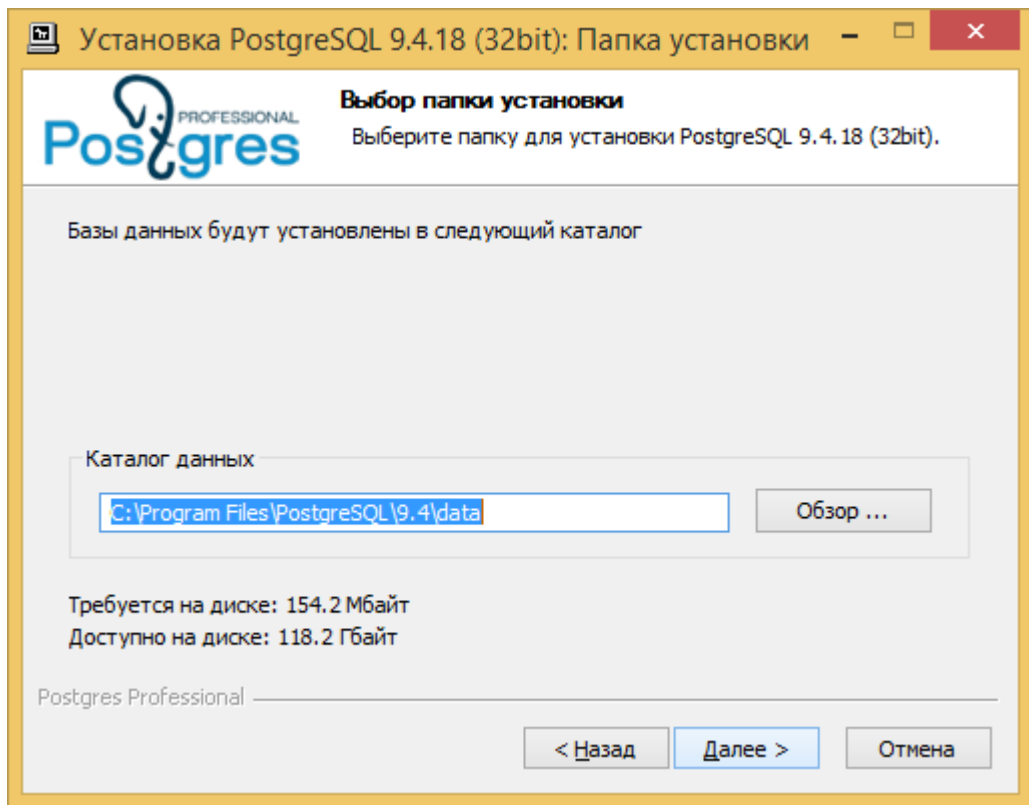 Установка PostgreSQL 9.4.18 (32bit): Папка установки
PROFESSIONAL
Postgres
Выбор папки установки
Выберите папку для установки PostgreSQL 9.4.18 (32bit).
Базы данных будут установлены в следующий каталог
Каталог данных
C:\Program Files\PostgreSQL\9.4\data
Обзор ...
Требуется на диске: 154.2 Мбайт
Доступно на диске: 118.2 Гбайт
Postgres Professional
< Назад
Далее >
Отмена